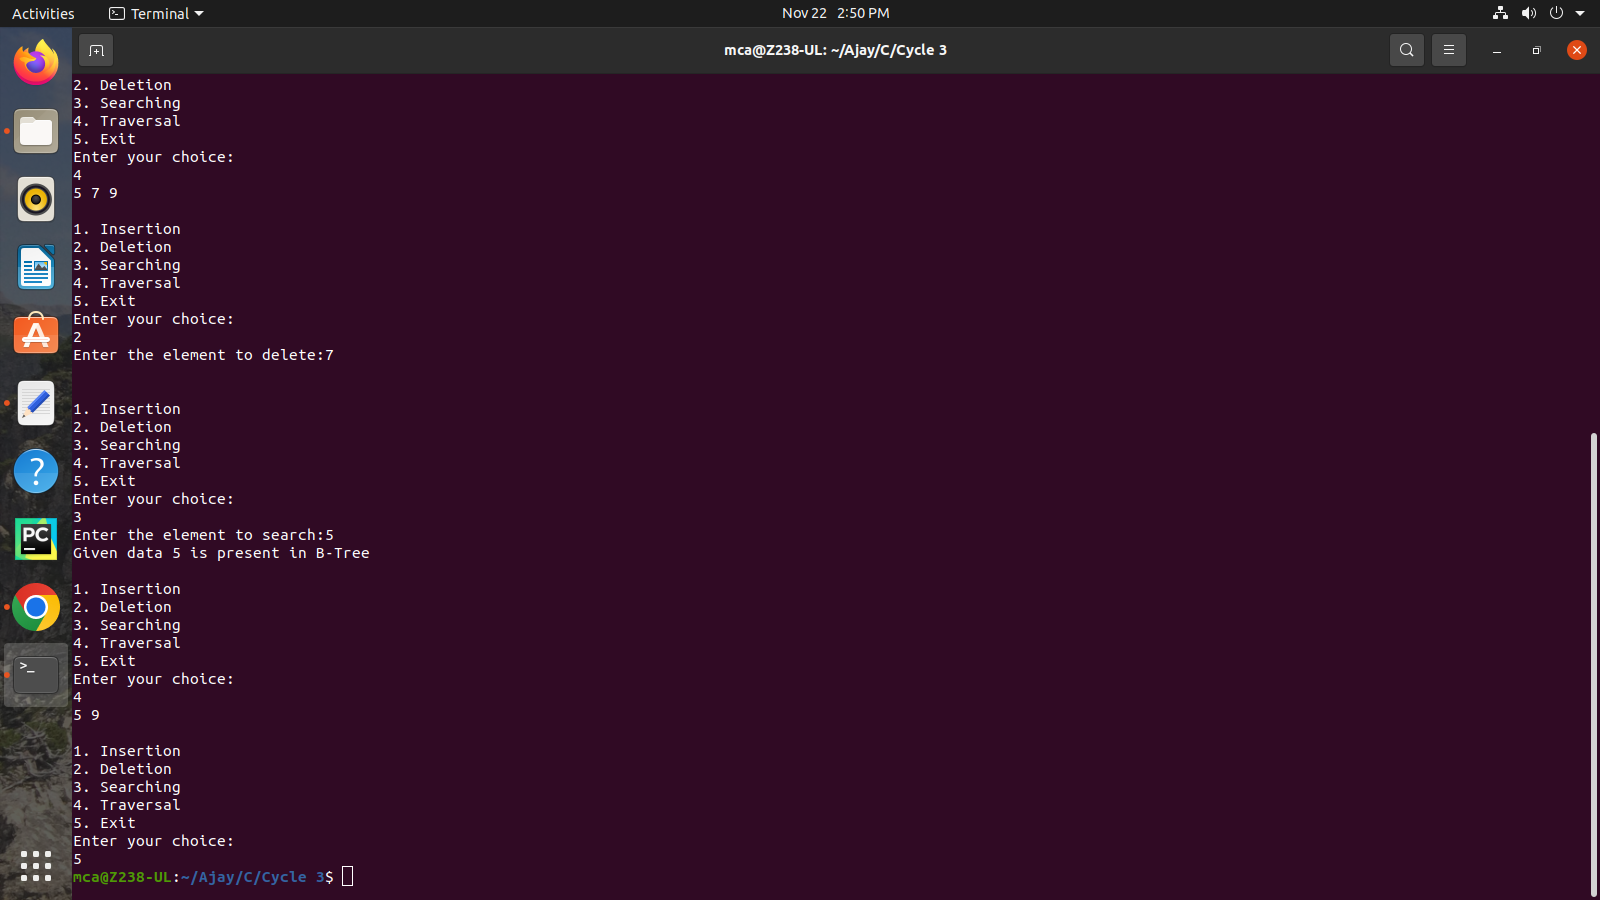 Activities
Terminal
Nov 22 2:50 PM
mca@Z238-UL: ~/Ajay/C/Cycle 3
2. Deletion
3. Searching
4. Traversal
5. Exit
Enter your choice:
4
5 7 9
1. Insertion
2. Deletion
3. Searching
4. Traversal
5. Exit
Enter your choice:
2
Enter the element to delete:7
1. Insertion
2. Deletion
3. Searching
4. Traversal
5. Exit
Enter your choice:
3
Enter the element to search:5
Given data 5 is present in B-Tree
1. Insertion
2. Deletion
3. Searching
4. Traversal
5. Exit
Enter your choice:
4
5 9
1. Insertion
2. Deletion
3. Searching
4. Traversal
5. Exit
Enter your choice:
5
mca@Z238-UL:~/Ajay/C/Cycle 3$
PC